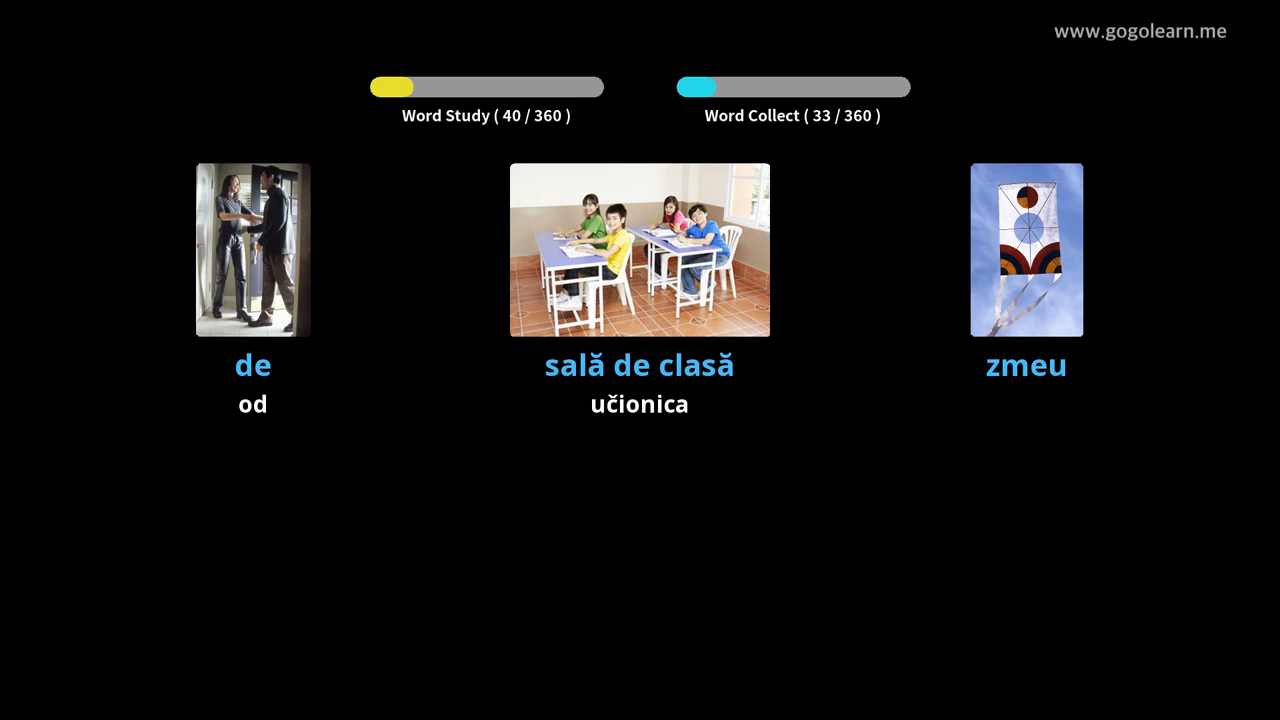 www.gogolearn.me
Word Study ( 40 / 360 )
Word Collect ( 33 / 360 )
de
sală de clasă
zmeu
od
učionica